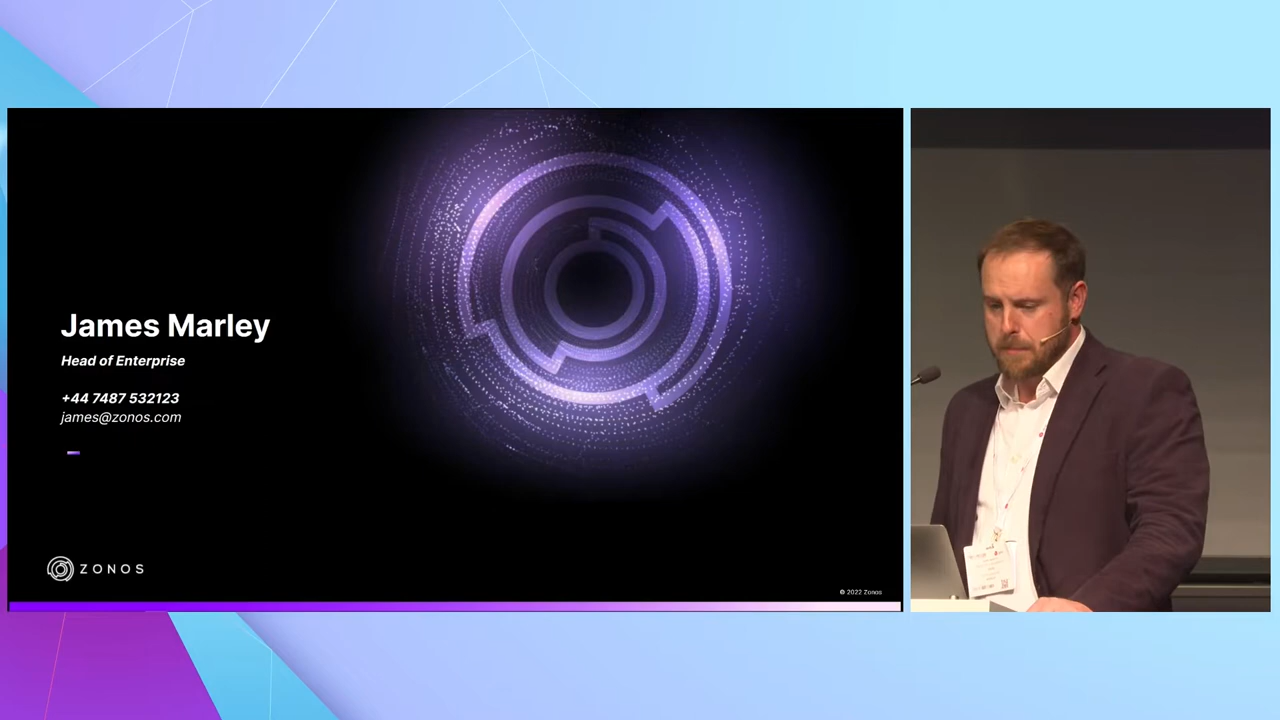 James Marley
Head of Enterprise
+44 7487 532123
james@zonos.com
ZONOS
© 2022 Zonos